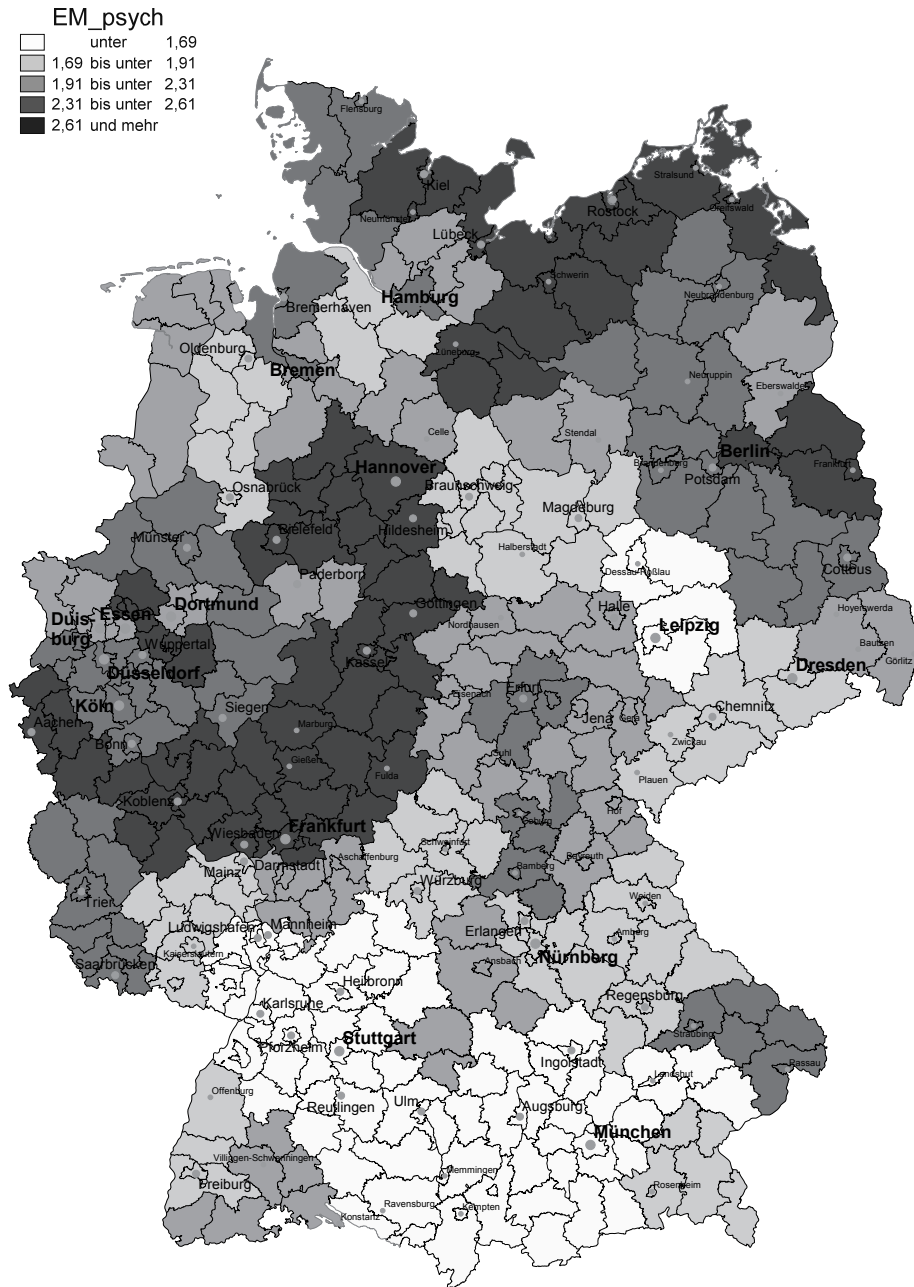 EM_psych
unter 1,69
1,69 bis unter 1,91
1,91 bis unter 2,31
2,31 bis unter 2,61
2,61 und mehr
Flensburg
Kiel
Stralsund
Rostock
Greifswald
Neumünster
Lübeck
Schwerin
Hamburg
Neubrandenburg
Bremerhaven
Oldenburg
Lüneburg
Bremen
Neuruppin
Eberswalde
Celle
Stendal
Berlin
Hannover
Brandenburg
Frankfurt
Potsdam
Braunschweig
Osnabrück
Magdeburg
Bielefeld
Hildesheim
Münster
Halberstadt
Cottbus
Dessau-Roßlau
Paderborn
Göttingen
Halle
Hoyerswerda
Essen
Dortmund
Duis-
burg
Nordhausen
Leipzig
Wuppertal
Bautzen
Kassel
Görlitz
Düsseldorf
Dresden
Erfurt
Eisenach
Köln
Siegen
Jena
Gera
Chemnitz
Aachen
Marburg
Zwickau
Bonn
Suhl
Gießen
Fulda
Plauen
Koblenz
Hof
Coburg
Frankfurt
Wiesbaden
Schweinfurt
Aschaffenburg
Bayreuth
Mainz
Darmstadt
Bamberg
Würzburg
Trier
Weiden
Ludwigshafen
Mannheim
Erlangen
Amberg
Kaiserslautern
Nürnberg
Saarbrücken
Ansbach
Heilbronn
Regensburg
Karlsruhe
Straubing
Stuttgart
Pforzheim
Ingolstadt
Passau
Landshut
Offenburg
Reutlingen
Ulm
Augsburg
München
Villingen-Schwenningen
Memmingen
Freiburg
Rosenheim
Ravensburg
Kempten
Konstanz